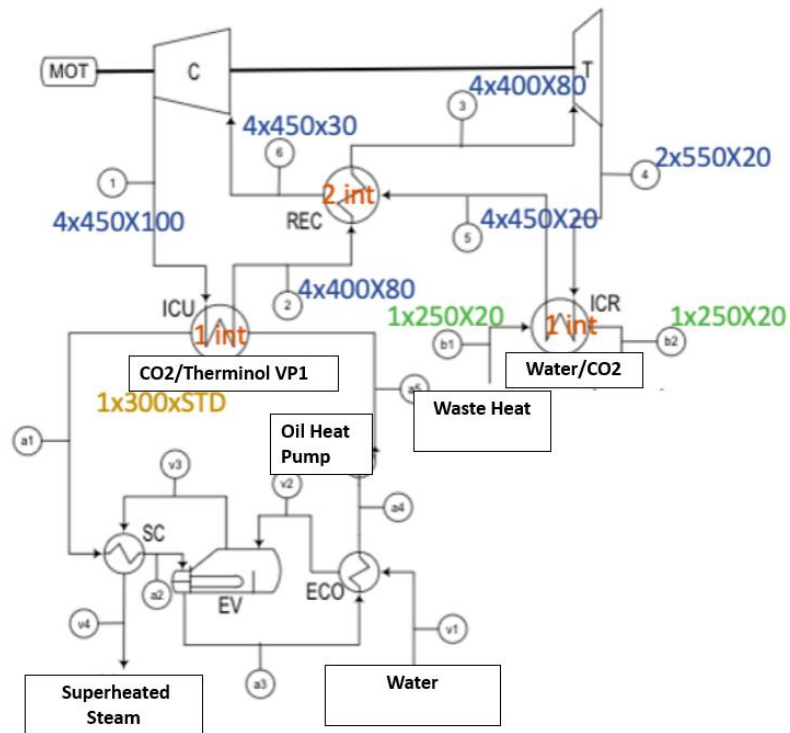 MOT
C
T
4x400X80
3
4x450x30
6
2x550X20
4
1
2 int
REC
4x450X20
5
4x450X100
4x400X80
2
ICU
1 int
1x250X20
ICR
1 int
1x250X20
b1
b2
CO2/Therminol VP1
Water/CO2
1x300xSTD
a5
Waste Heat
Oil Heat
Pump
a1
v3
v2
a4
SC
a2
EV
ECO
v4
v1
a3
Superheated
Steam
Water